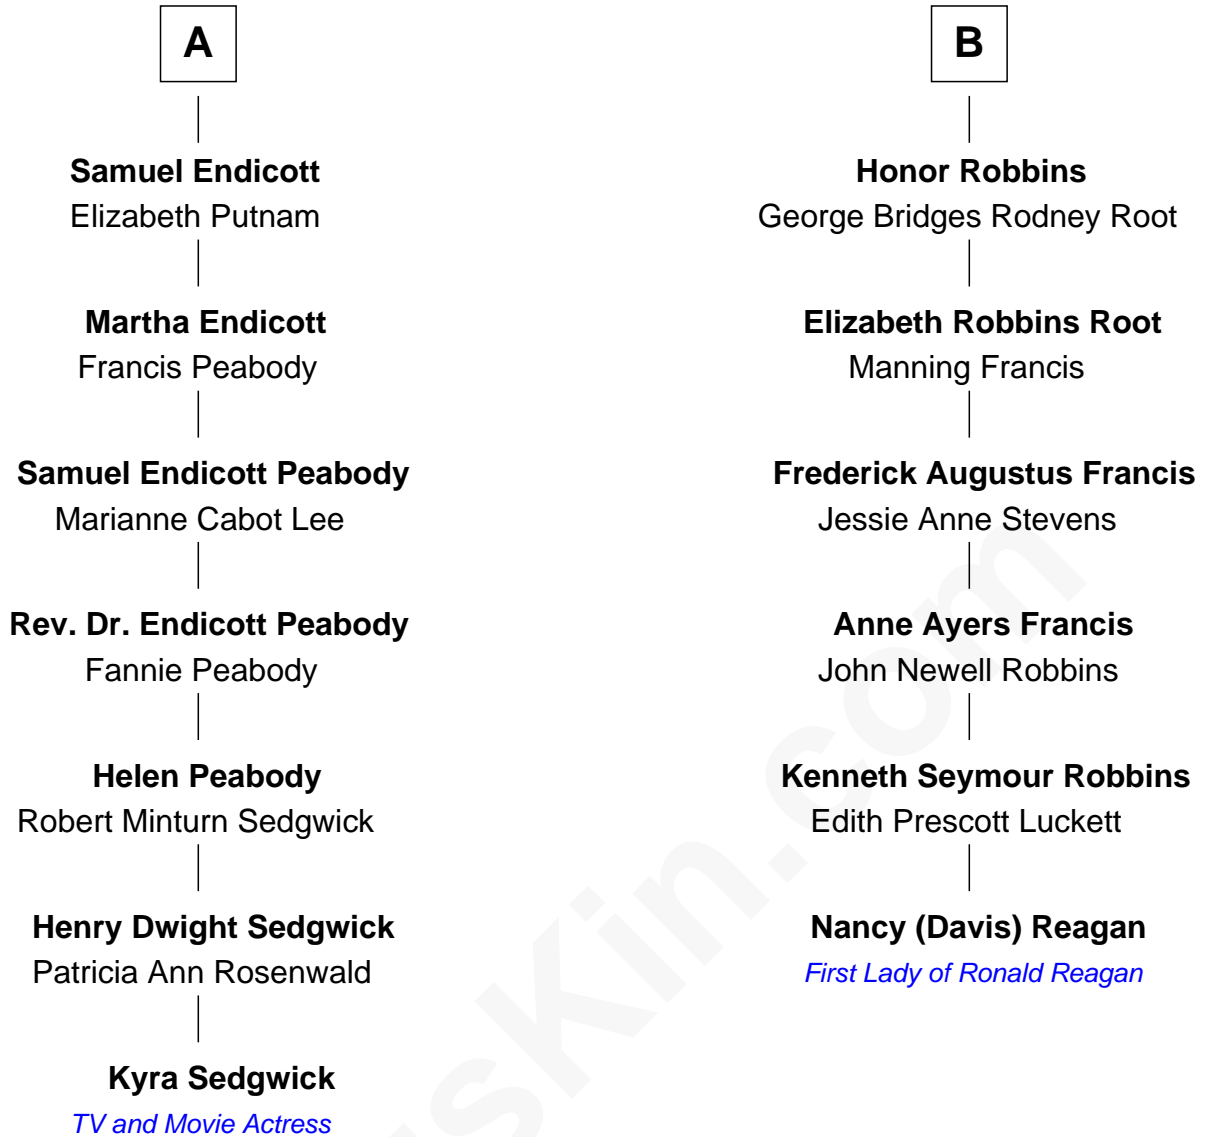 A
Samuel Endicott
Elizabeth Putnam
Martha Endicott
Francis Peabody
Samuel Endicott Peabody
Marianne Cabot Lee
Rev. Dr. Endicott Peabody
Fannie Peabody
Helen Peabody
Robert Minturn Sedgwick
Henry Dwight Sedgwick
Patricia Ann Rosenwald
Kyra Sedgwick
TV and Movie Actress
B
Honor Robbins
George Bridges Rodney Root
Elizabeth Robbins Root
Manning Francis
Frederick Augustus Francis
Jessie Anne Stevens
Anne Ayers Francis
John Newell Robbins
Kenneth Seymour Robbins
Edith Prescott Luckett
Nancy (Davis) Reagan
First Lady of Ronald Reagan
sKin.com